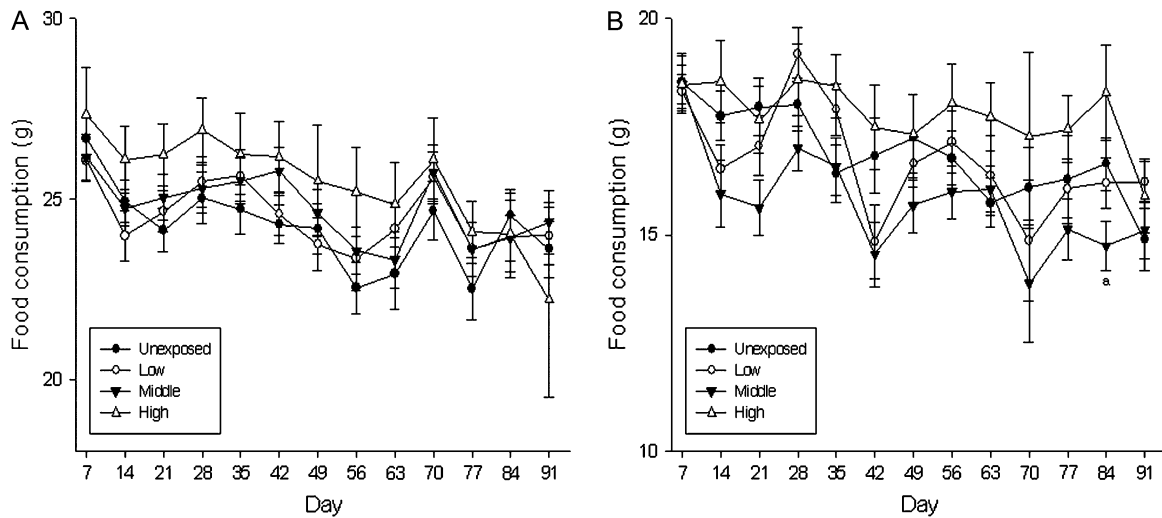 A
Food consumption (g)
30
25
20
Unexposed
Low
Middle
High
7 14 21 28 35 42 49 56 63 70 77 84 91
Day
B
Food consumption (g)
20
15
10
a
Unexposed
Low
Middle
High
7 14 21 28 35 42 49 56 63 70 77 84 91
Day